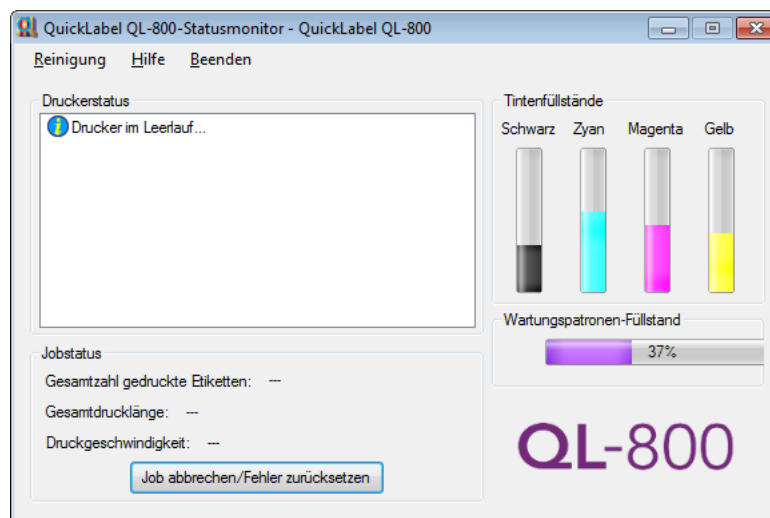 QuickLabel QL-800-Statusmonitor - QuickLabel QL-800
Reinigung Hilfe Beenden
Druckerstatus
Drucker im Leerlauf...
Tintenfüllstände
Schwarz Zyan Magenta Gelb
Wartungspatronen-Füllstand
37%
Jobstatus
Gesamtzahl gedruckte Etiketten: ---
Gesamtdrucklänge: ---
Druckgeschwindigkeit: ---
Job abbrechen/Fehler zurücksetzen
QL-800